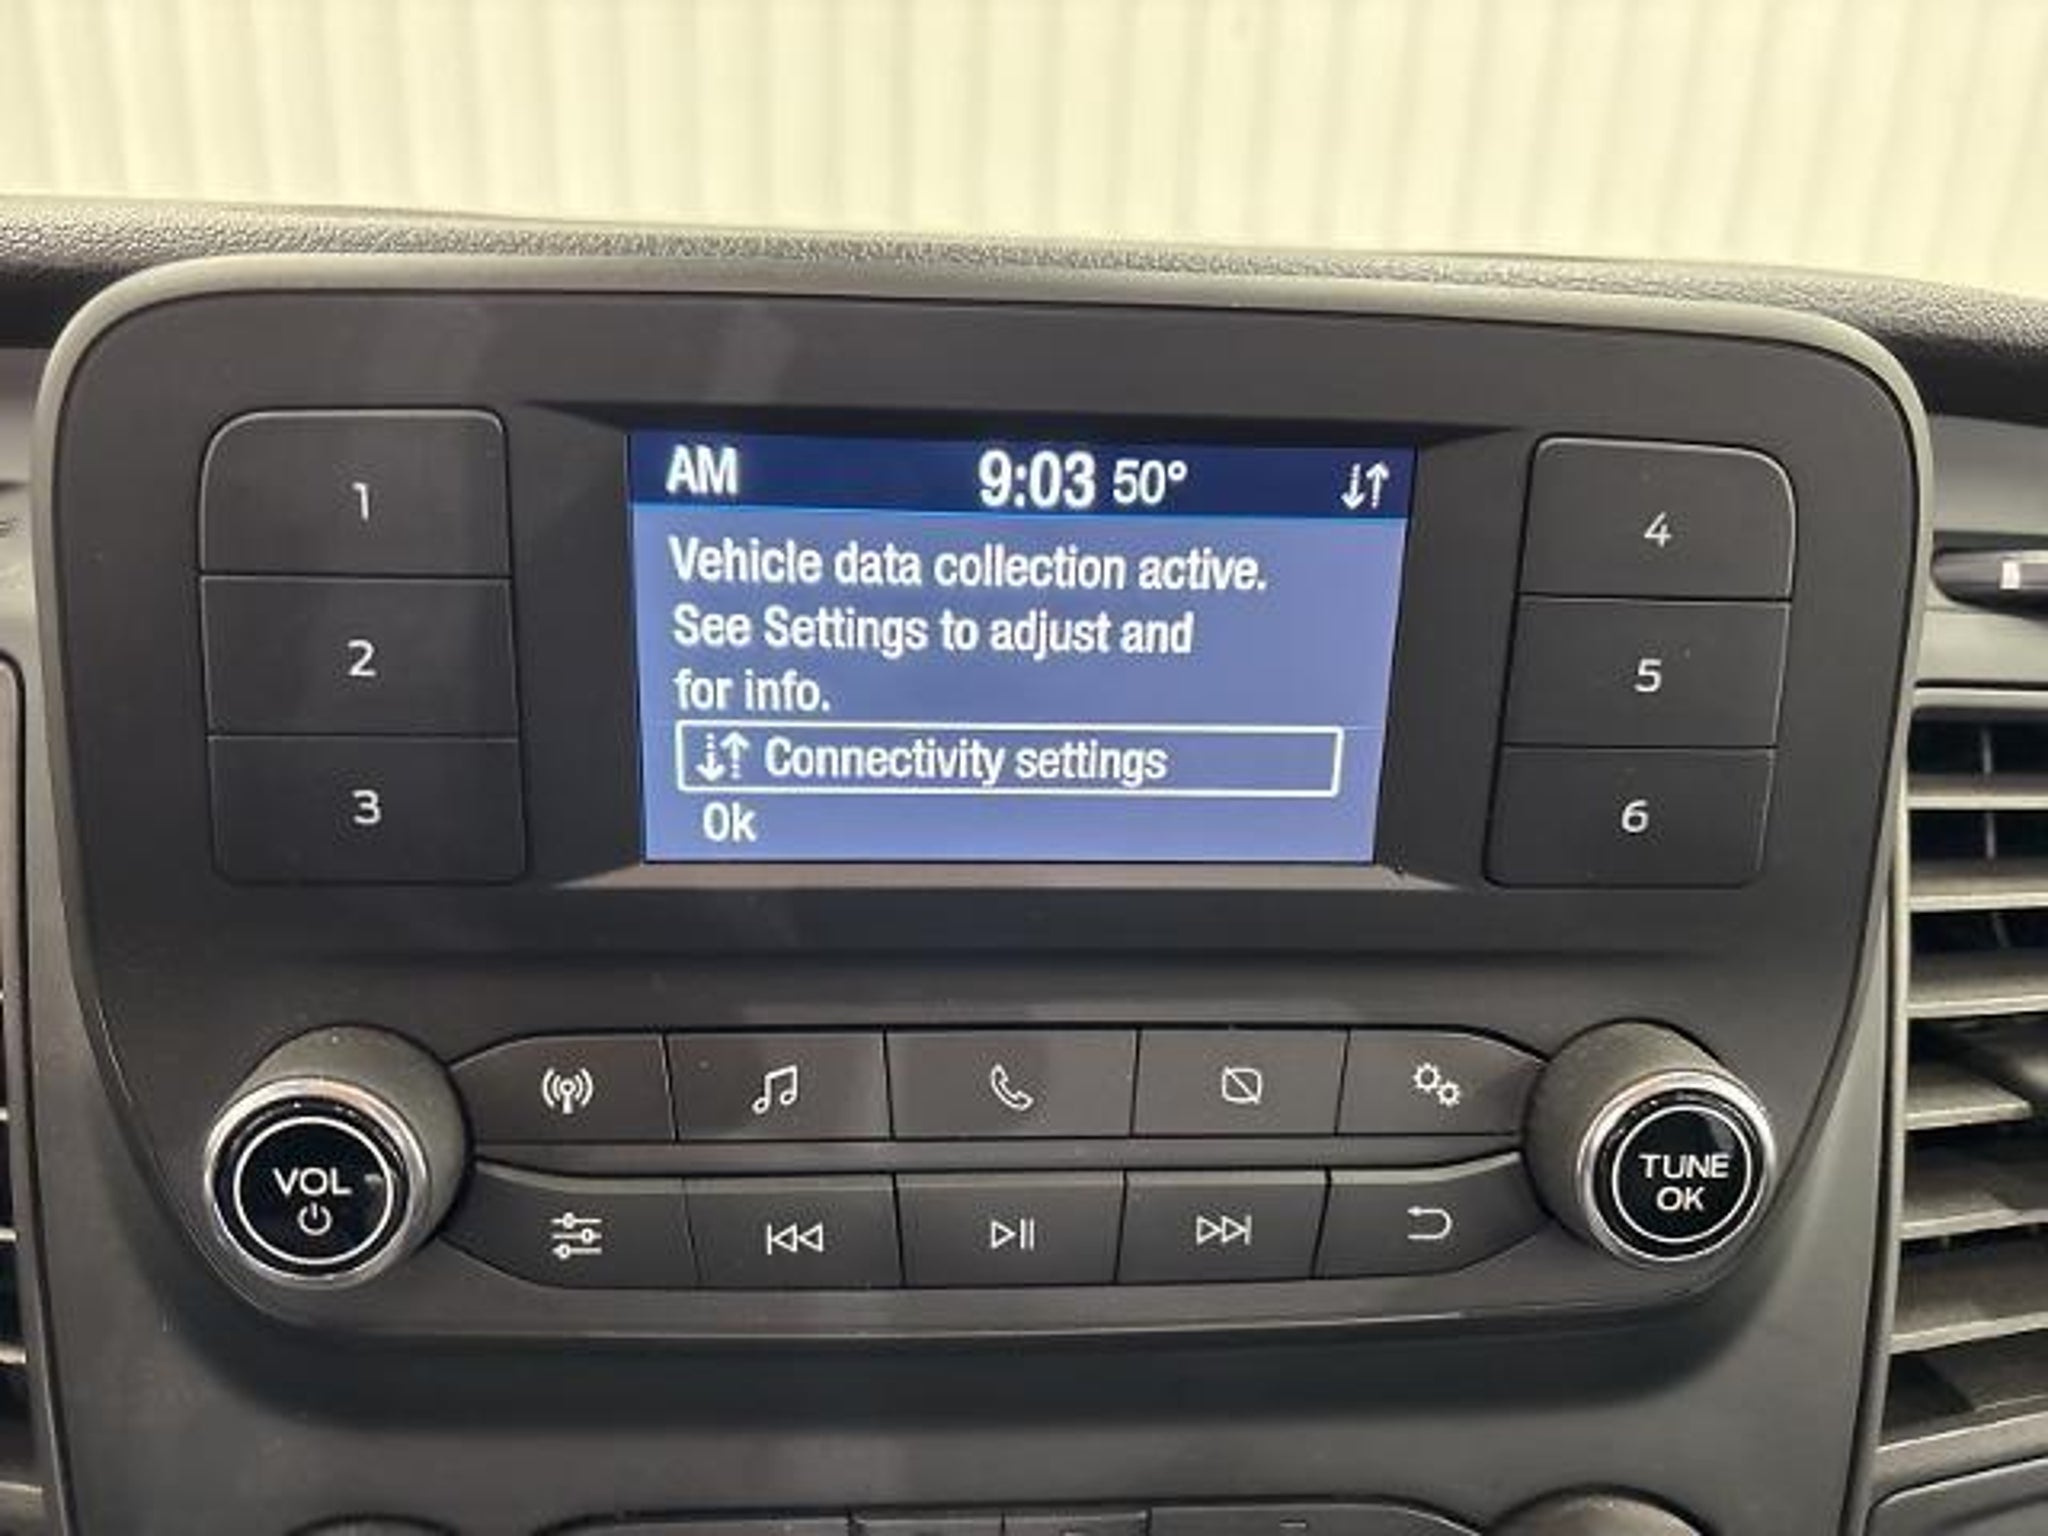 AM 9:03 50°
Vehicle data collection active.
See Settings to adjust and
for info.
Connectivity settings
Ok
1
2
3
4
5
6
VOL
TUNE
OK